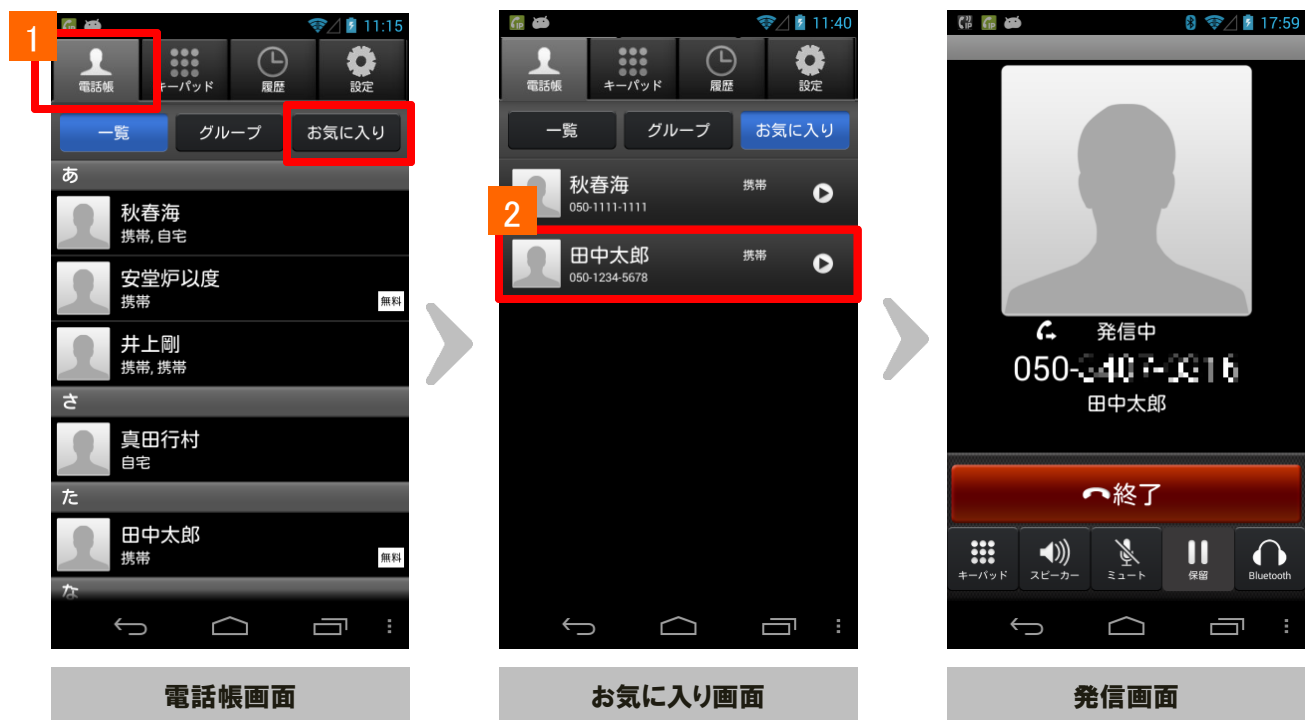 1
11:15
電話帳
キーパッド
履歴
設定
一覧
グループ
お気に入り
あ
秋春海
携帯, 自宅
安堂炉以度
携帯
無料
井上剛
携帯, 携帯
さ
真田行村
自宅
た
田中太郎
携帯
無料
な
電話帳画面
11:40
電話帳
キーパッド
履歴
設定
一覧
グループ
お気に入り
秋春海
携帯
050-1111-1111
2
田中太郎
携帯
050-1234-5678
お気に入り画面
17:59
発信中
050-
田中太郎
終了
キーパッド
スピーカー
ミュート
保留
Bluetooth
発信画面